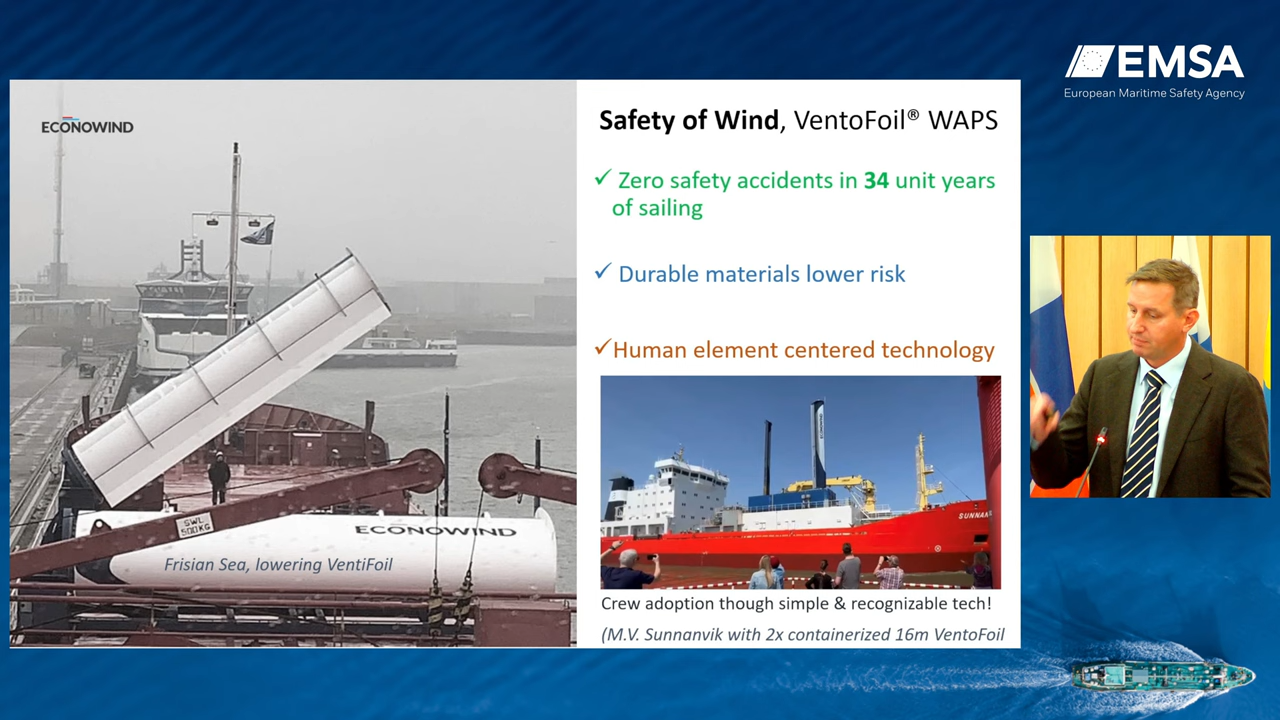 EMSA
European Maritime Safety Agency
ECONOWIND
Safety of Wind, VentoFoil® WAPS
✓ Zero safety accidents in 34 unit years
of sailing
✓ Durable materials lower risk
✓Human element centered technology
SWL
500KG
ECONOWIND
Frisian Sea, lowering VentiFoil
SUNNAN
Crew adoption though simple & recognizable tech!
(M.V. Sunnanvik with 2x containerized 16m VentoFoil